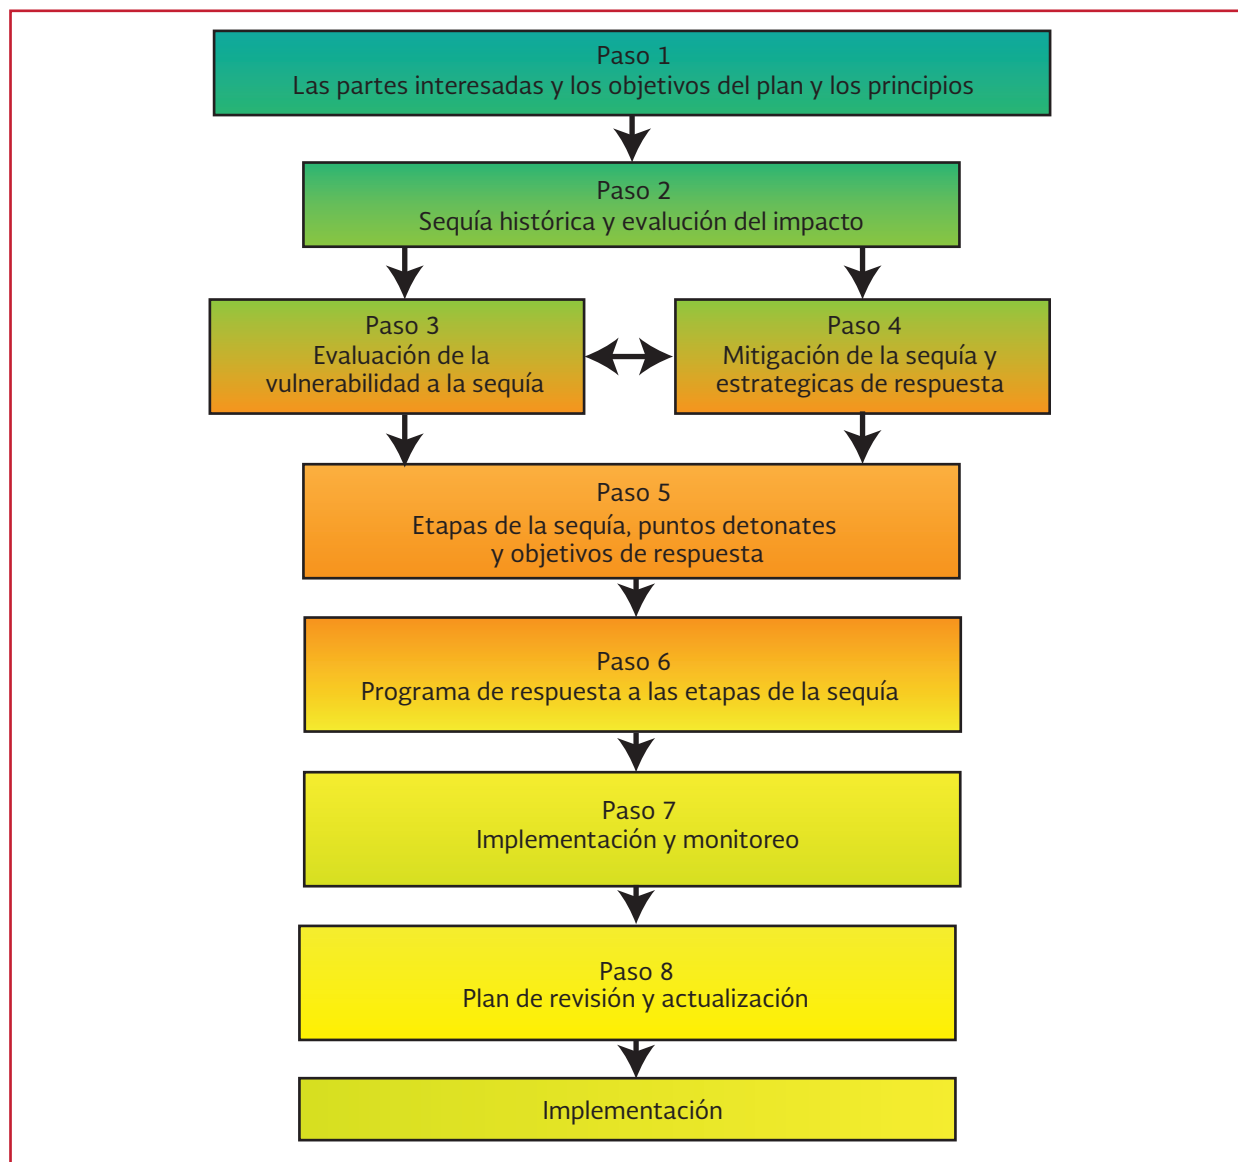 Paso 1
Las partes interesadas y los objetivos del plan y los principios
Paso 2
Sequía histórica y evalución del impacto
Paso 3
Evaluación de la
vulnerabilidad a la sequía
Paso 4
Mitigación de la sequía y
estrategicas de respuesta
Paso 5
Etapas de la sequía, puntos detonates
y objetivos de respuesta
Paso 6
Programa de respuesta a las etapas de la sequía
Paso 7
Implementación y monitoreo
Paso 8
Plan de revisión y actualización
Implementación